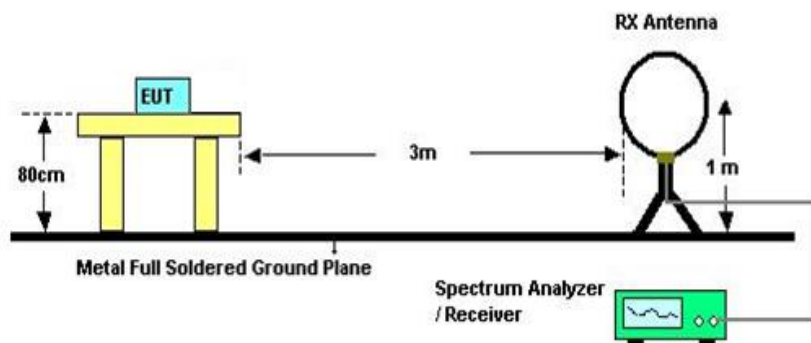 RX Antenna
EUT
80cm
3m
1 m
Metal Full Soldered Ground Plane
Spectrum Analyzer
/ Receiver